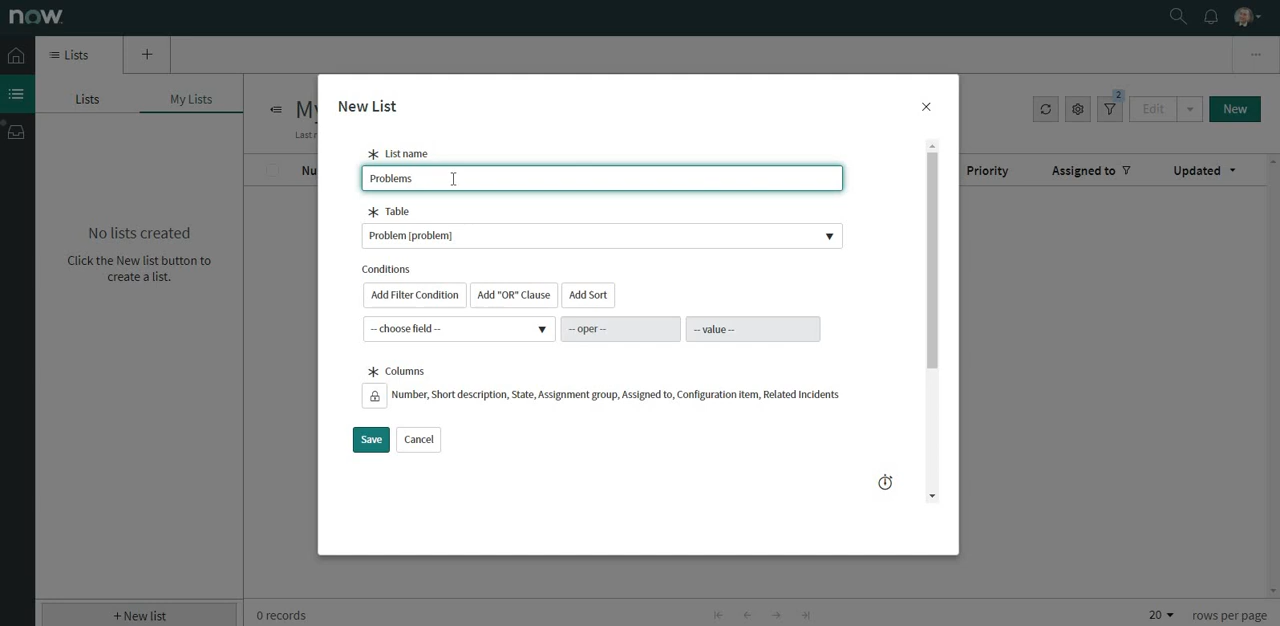 now.
Lists
Lists My Lists
No lists created
Click the New list button to
create a list.
+ New list
My
Last r
2
Edit
New
Nu
Priority Assigned to Updated
New List
List name
Problems
Table
Problem [problem]
Conditions
Add Filter Condition Add "OR" Clause Add Sort
-- choose field -- -- oper -- -- value --
Columns
Number, Short description, State, Assignment group, Assigned to, Configuration item, Related Incidents
Save Cancel
0 records 20 rows per page